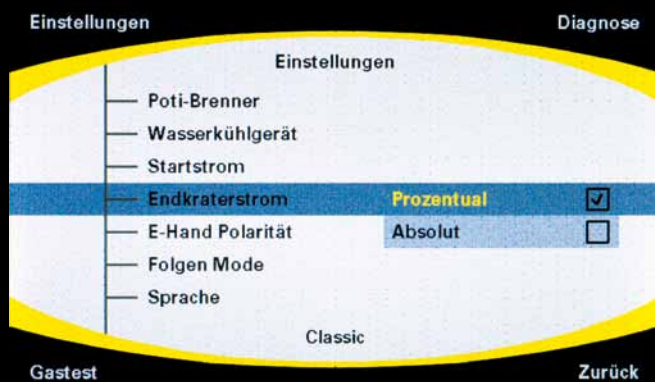 Einstellungen Diagnose
Einstellungen
Poti-Brenner
Wasserkühlgerät
Startstrom
Endkraterstrom Prozentual
E-Hand Polarität Absolut
Folgen Mode
Sprache
Classic
Gastest Zurück